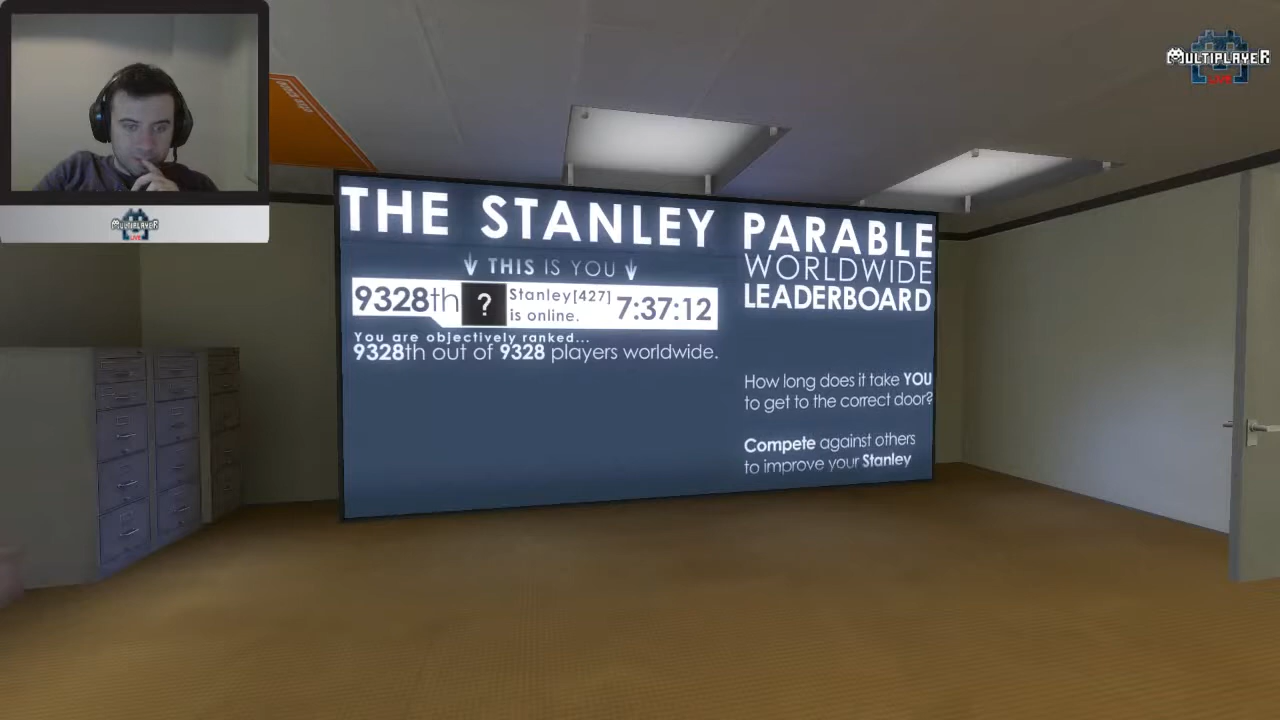 MULTIPLAYER
THE STANLEY PARABLE
WORLDWIDE
LEADERBOARD
THIS IS YOU
9328th ? Stanley[427] is online. 7:37:12
You are objectively ranked...
9328th out of 9328 players worldwide.
How long does it take YOU
to get to the correct door?
Compete against others
to improve your Stanley
MULTIPLAYER